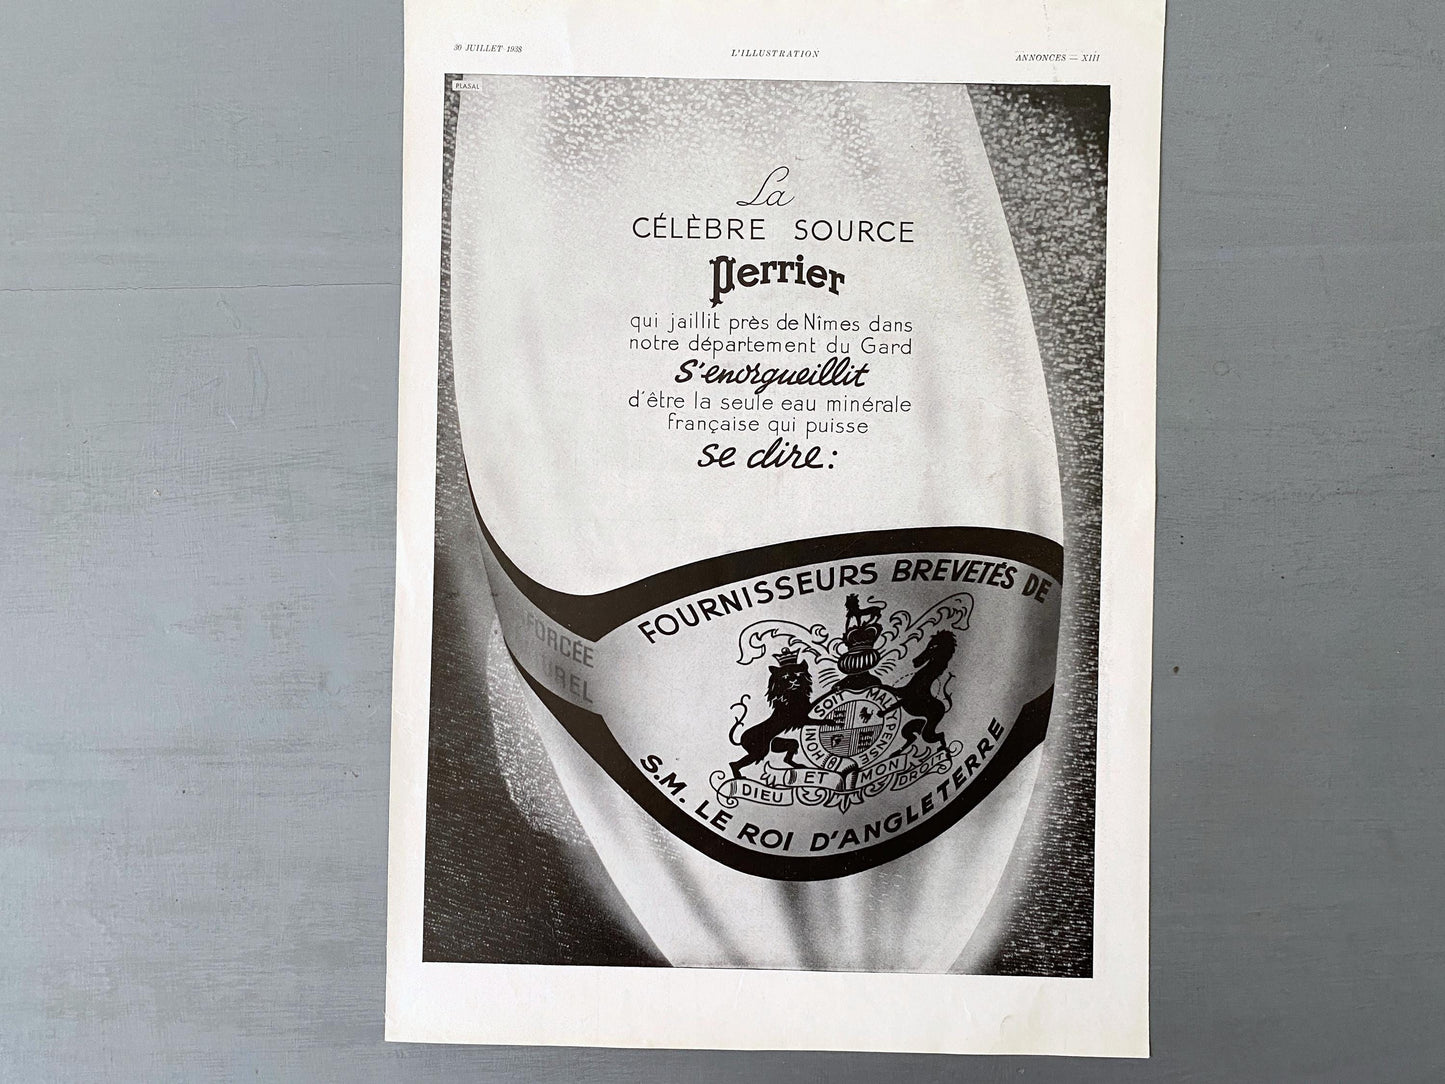 30 JUILLET 1938
L'ILLUSTRATION
ANNONCES — XIII
PLASAL
La
CÉLÈBRE SOURCE
Perrier
qui jaillit près de Nîmes dans
notre département du Gard
S'enorgueillit
d'être la seule eau minérale
française qui puisse
se dire:
FOURNISSEURS BREVETÉS DE
FORCÉE
UREL
HONI SOIT MAL Y PENSE
DIEU ET MON DROIT
S.M. LE ROI D'ANGLETERRE